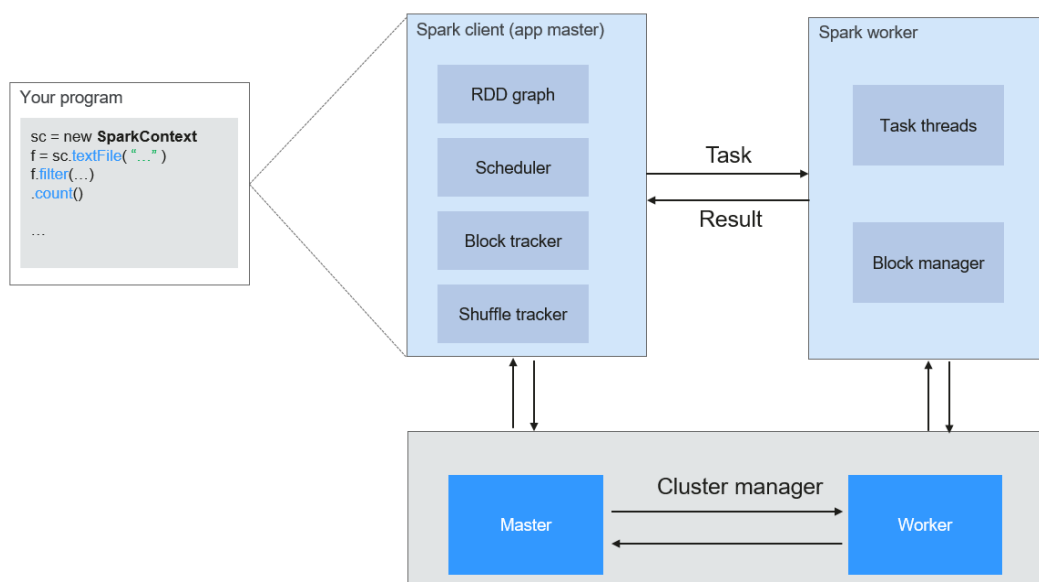 Your program
sc = new SparkContext
f = sc.textFile( “…” )
f.filter(…)
.count()
…
Spark client (app master)
RDD graph
Scheduler
Block tracker
Shuffle tracker
Task
Result
Spark worker
Task threads
Block manager
Cluster manager
Master
Worker